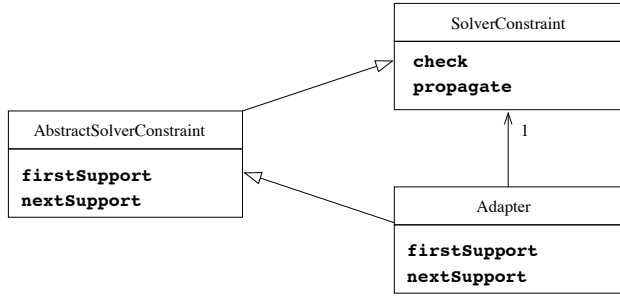 SolverConstraint
check
propagate
AbstractSolverConstraint
firstSupport
nextSupport
1
Adapter
firstSupport
nextSupport